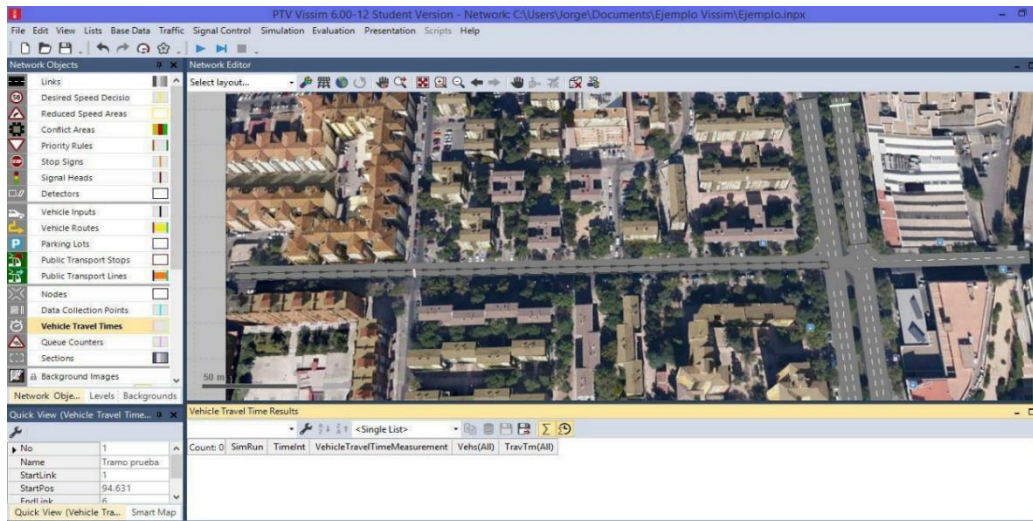 PTV Vissim 6.00-12 Student Version - Network: C:\Users\Jorge\Documents\Ejemplo Vissim\Ejemplo.inpx
File Edit View Lists Base Data Traffic Signal Control Simulation Evaluation Presentation Scripts Help
Network Objects
Network Editor
Select layout...
Links
Desired Speed Decisio
Reduced Speed Areas
Conflict Areas
Priority Rules
Stop Signs
Signal Heads
Detectors
Vehicle Inputs
Vehicle Routes
Parking Lots
Public Transport Stops
Public Transport Lines
Nodes
Data Collection Points
Vehicle Travel Times
Queue Counters
Sections
Background Images
50 m
Network Obje... Levels Backgrounds
Quick View (Vehicle Travel Time...
Vehicle Travel Time Results
<Single List>
Count: 0 SimRun TimeInt VehicleTravelTimeMeasurement Vehs(All) TravTm(All)
No 1
Name Tramo prueba
StartLink 1
StartPos 94.631
EndLink 6
Quick View (Vehicle Tra... Smart Map